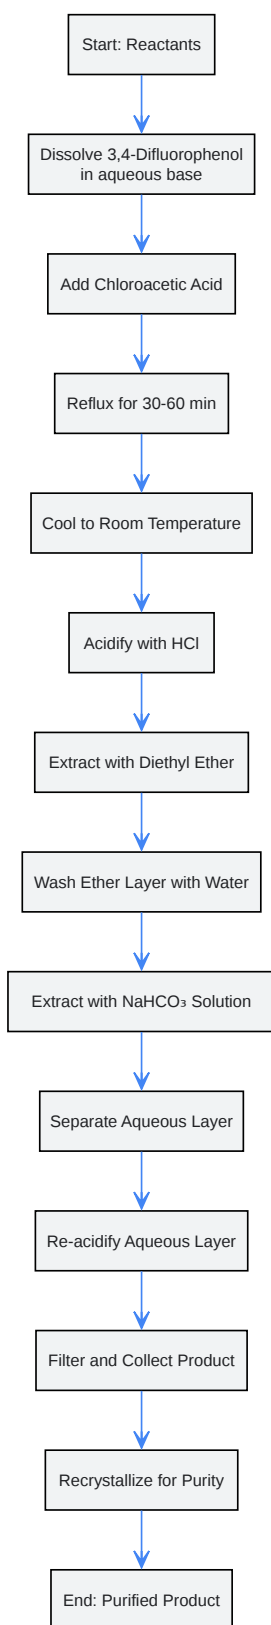 Start: Reactants
Dissolve 3,4-Difluorophenol
in aqueous base
Add Chloroacetic Acid
Reflux for 30-60 min
Cool to Room Temperature
Acidify with HCl
Extract with Diethyl Ether
Wash Ether Layer with Water
Extract with NaHCO₃ Solution
Separate Aqueous Layer
Re-acidify Aqueous Layer
Filter and Collect Product
Recrystallize for Purity
End: Purified Product